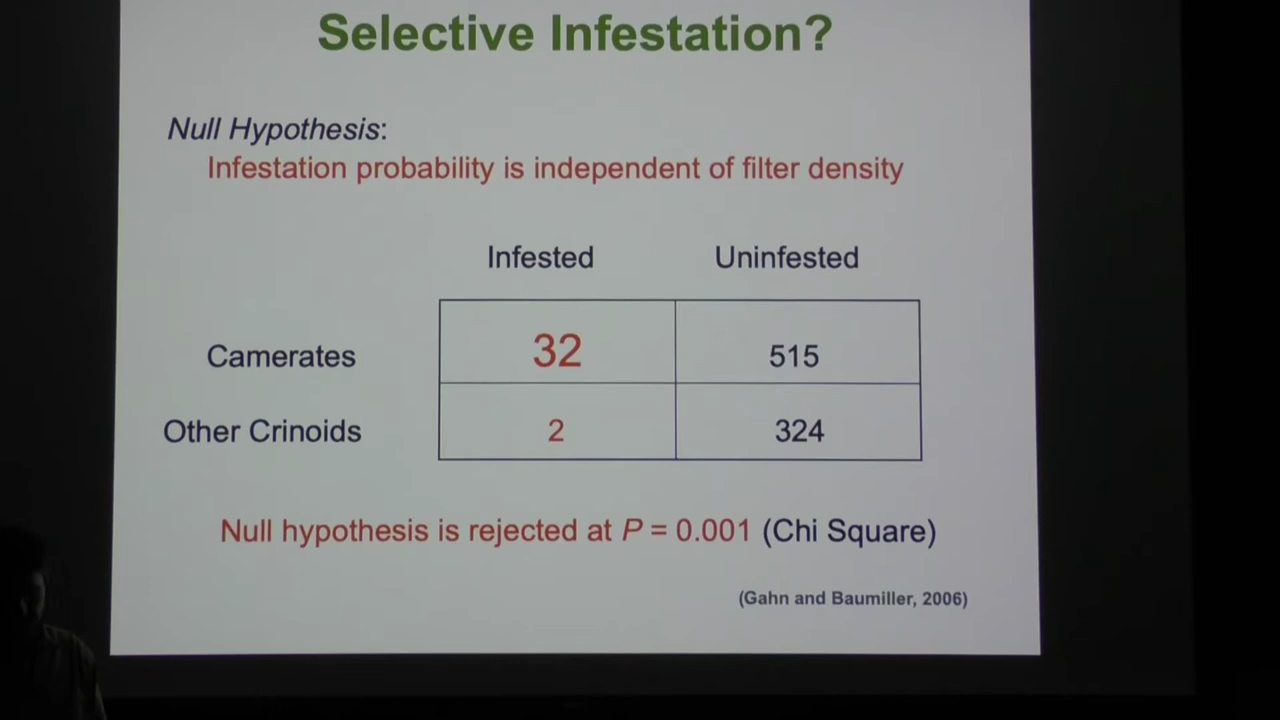 Selective Infestation?
Null Hypothesis:
Infestation probability is independent of filter density
Infested Uninfested
Camerates 32 515
Other Crinoids 2 324
Null hypothesis is rejected at P = 0.001 (Chi Square)
(Gahn and Baumiller, 2006)